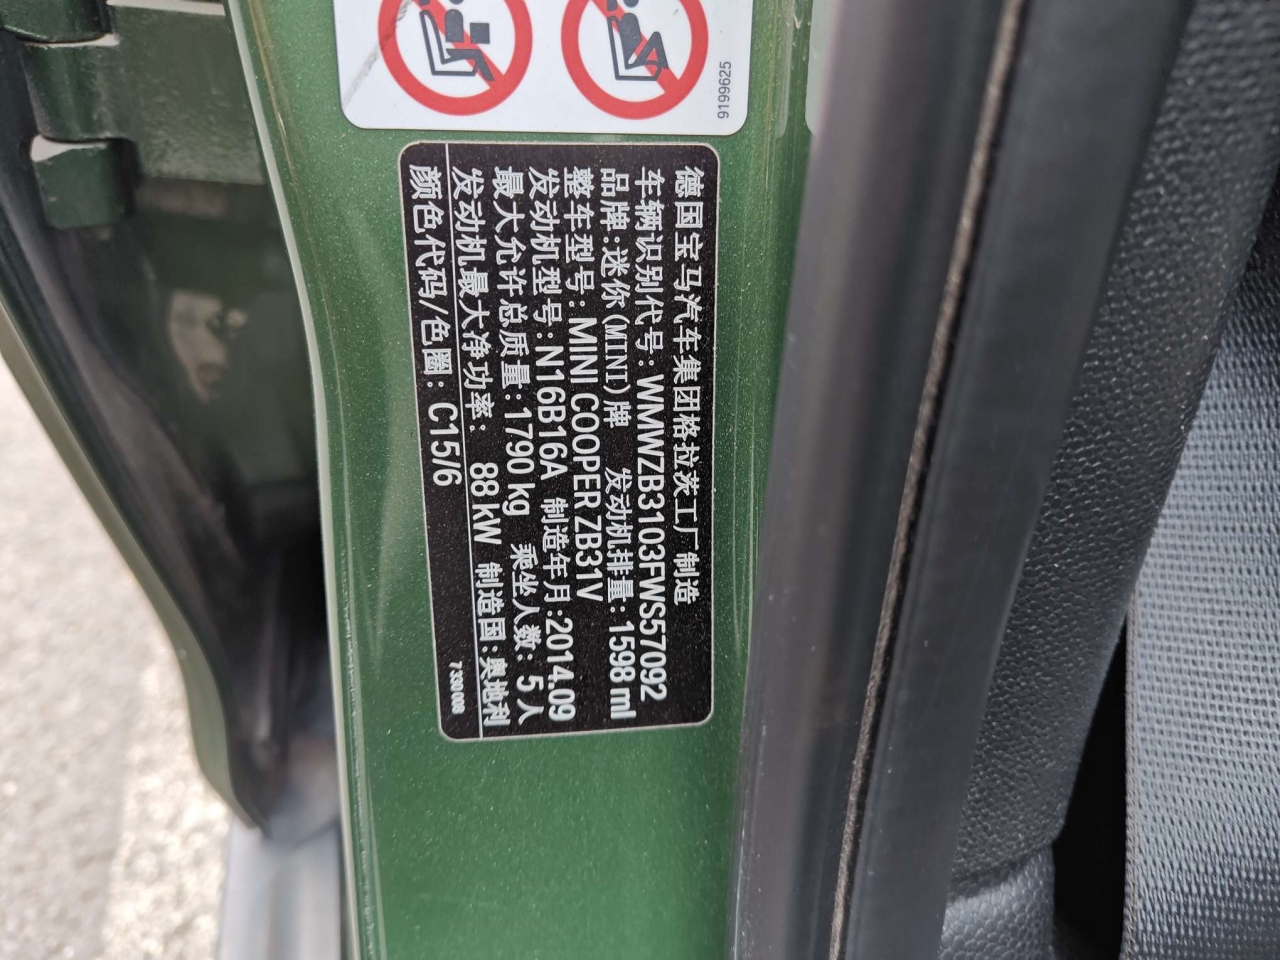 9199625
德国宝马汽车集团格拉茨工厂制造
车辆识别代号: WMWZB3103FWS57092
品牌:迷你(MINI)牌 发动机排量: 1598 ml
整车型号: MINI COOPER ZB31V
发动机型号: N16B16A 制造年月:2014.09
最大允许总质量: 1790 kg 乘坐人数: 5 人
发动机最大净功率: 88 kW 制造国:奥地利
颜色代码/色圈: C15/6
7330008